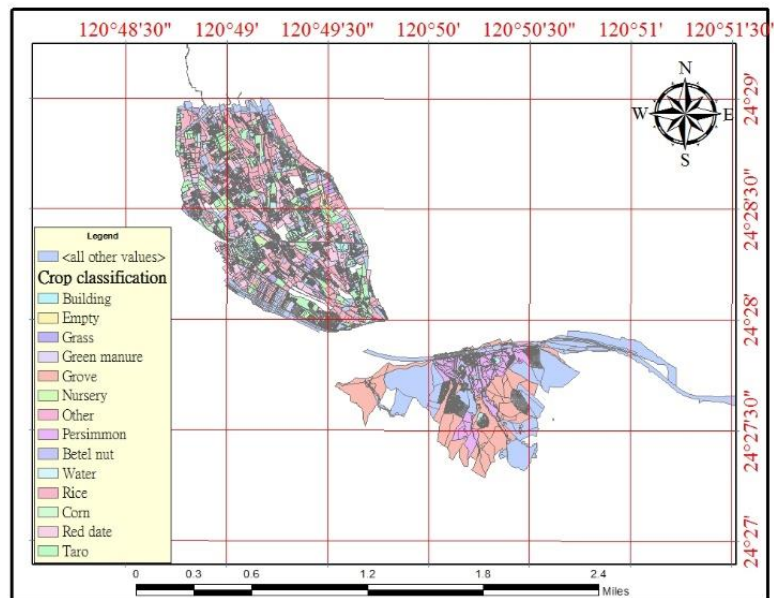 120°48'30" 120°49' 120°49'30" 120°50' 120°50'30" 120°51' 120°51'30"
N
W E
S
24°29'
24°28'30"
24°28'
24°27'30"
24°27'
Legend
<all other values>
Crop classification
Building
Empty
Grass
Green manure
Grove
Nursery
Other
Persimmon
Betel nut
Water
Rice
Corn
Red date
Taro
0 0.3 0.6 1.2 1.8 2.4
Miles